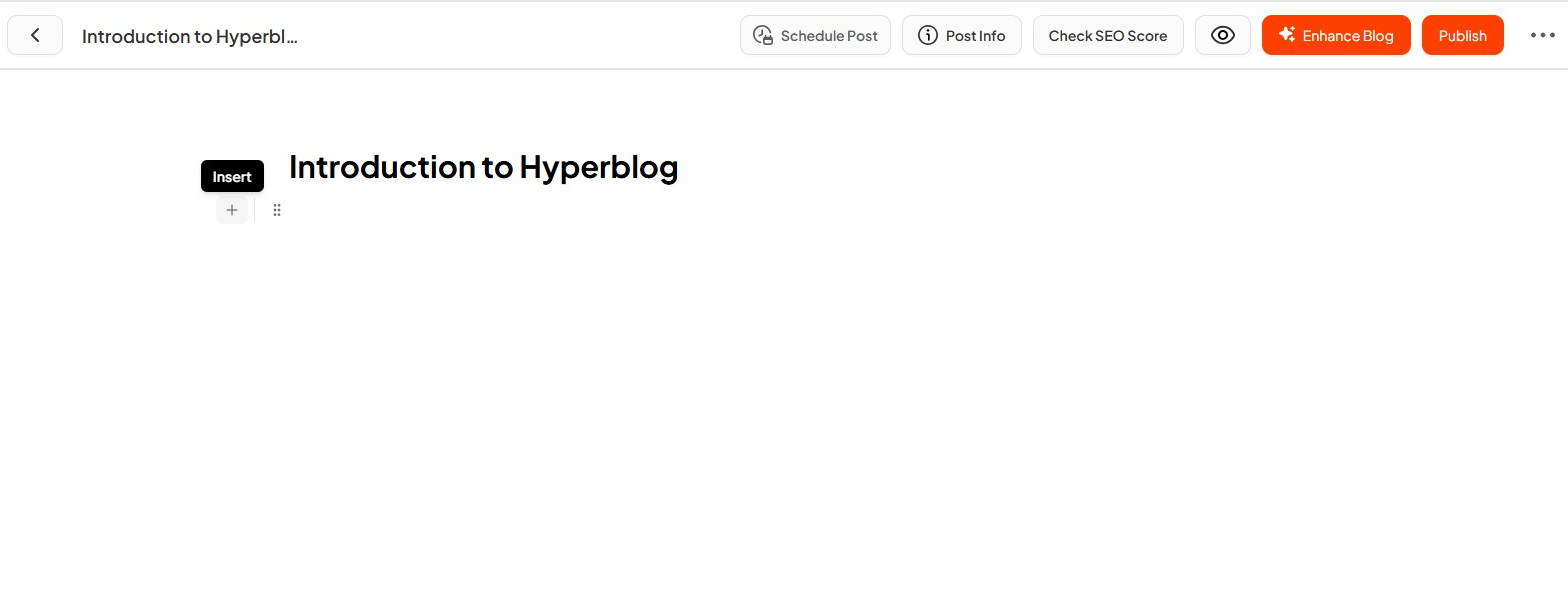 Introduction to Hyperbl...
Schedule Post
Post Info
Check SEO Score
Enhance Blog
Publish
Introduction to Hyperblog
Insert